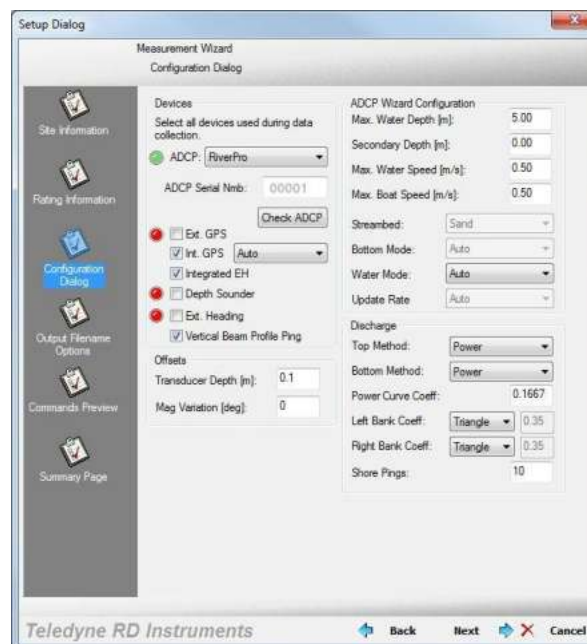 Setup Dialog
Measurement Wizard
Configuration Dialog
Site Information
Rating Information
Configuration
Dialog
Output Filename
Options
Commands Preview
Summary Page
Devices
Select all devices used during data
collection.
ADCP: RiverPro
ADCP Serial Nmb: 00001
Check ADCP
Ext. GPS
Int. GPS Auto
Integrated EH
Depth Sounder
Ext. Heading
Vertical Beam Profile Ping
Offsets
Transducer Depth [m]: 0.1
Mag Variation [deg]: 0
ADCP Wizard Configuration
Max. Water Depth [m]: 5.00
Secondary Depth [m]: 0.00
Max. Water Speed [m/s]: 0.50
Max. Boat Speed [m/s]: 0.50
Streambed: Sand
Bottom Mode: Auto
Water Mode: Auto
Update Rate Auto
Discharge
Top Method: Power
Bottom Method: Power
Power Curve Coeff: 0.1667
Left Bank Coeff: Triangle 0.35
Right Bank Coeff: Triangle 0.35
Shore Pings: 10
Teledyne RD Instruments
Back Next Cancel